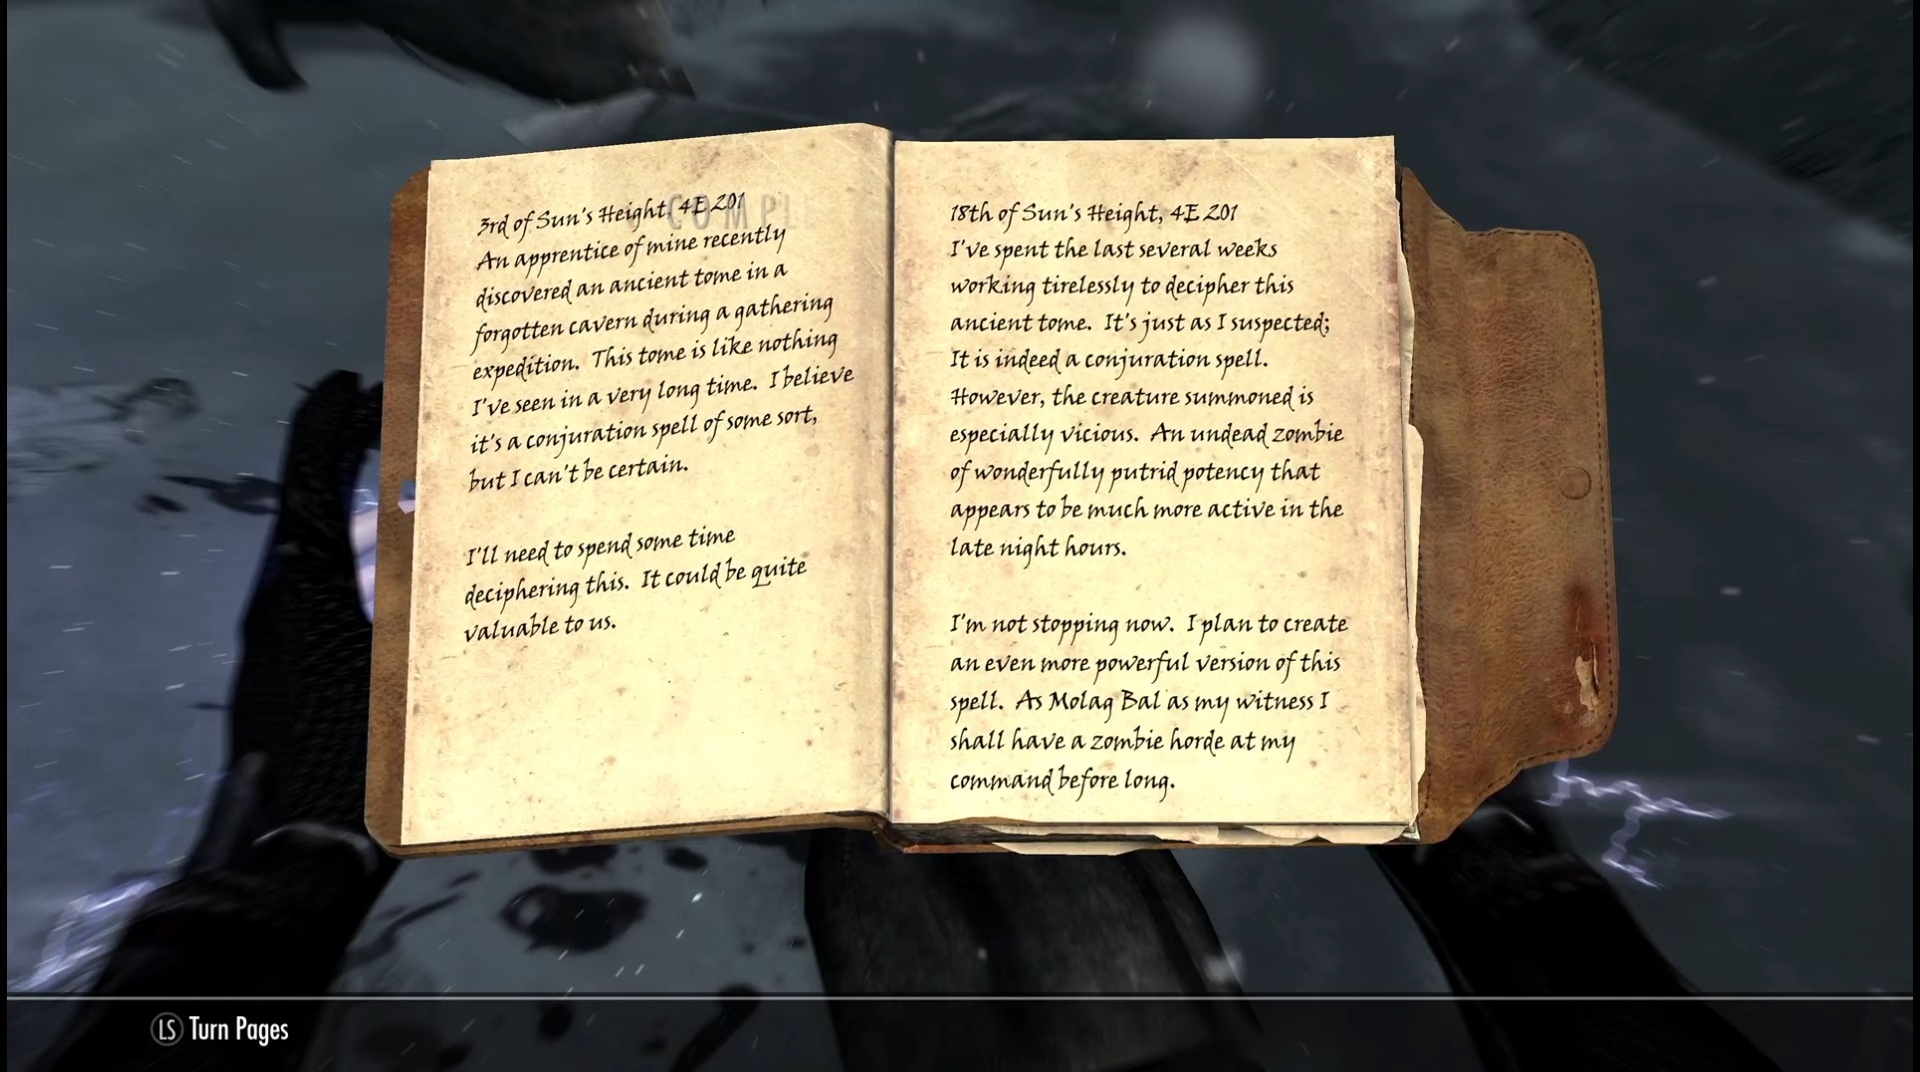 3rd of Sun's Height, 4E 201
An apprentice of mine recently
discovered an ancient tome in a
forgotten cavern during a gathering
expedition. This tome is like nothing
I've seen in a very long time. I believe
it's a conjuration spell of some sort,
but I can't be certain.
I'll need to spend some time
deciphering this. It could be quite
valuable to us.
18th of Sun's Height, 4E 201
I've spent the last several weeks
working tirelessly to decipher this
ancient tome. It's just as I suspected;
It is indeed a conjuration spell.
However, the creature summoned is
especially vicious. An undead zombie
of wonderfully putrid potency that
appears to be much more active in the
late night hours.
I'm not stopping now. I plan to create
an even more powerful version of this
spell. As Molag Bal as my witness I
shall have a zombie horde at my
command before long.
LS Turn Pages